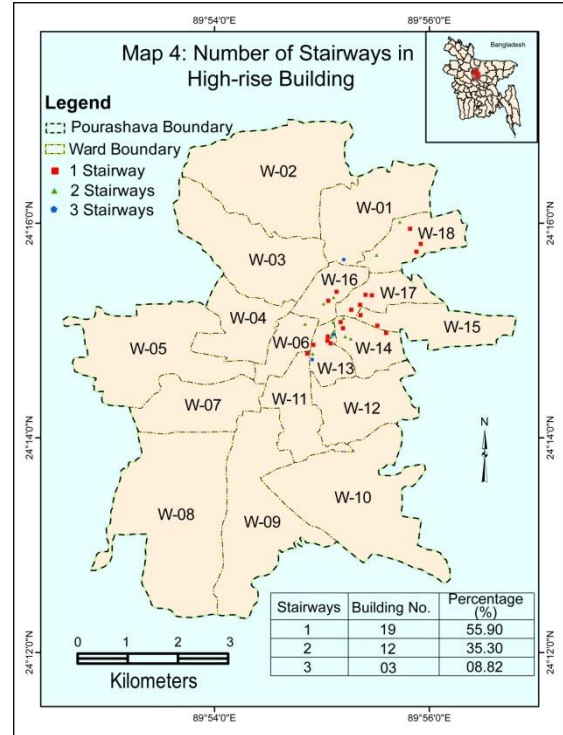 89°54'0"E 89°56'0"E
Map 4: Number of Stairways in
High-rise Building
Bangladesh
Legend
Pourashava Boundary
Ward Boundary
1 Stairway
2 Stairways
3 Stairways
24°16'0"N 24°16'0"N
W-02
W-01
W-18
W-03
W-16
W-17
W-04
W-15
W-05
W-06
W-14
W-13
W-07
W-11
W-12
N
24°14'0"N 24°14'0"N
W-10
W-08
W-09
Stairways Building No. Percentage
(%)
1 19 55.90
2 12 35.30
3 03 08.82
0 1 2 3
Kilometers
24°12'0"N 24°12'0"N
89°54'0"E 89°56'0"E